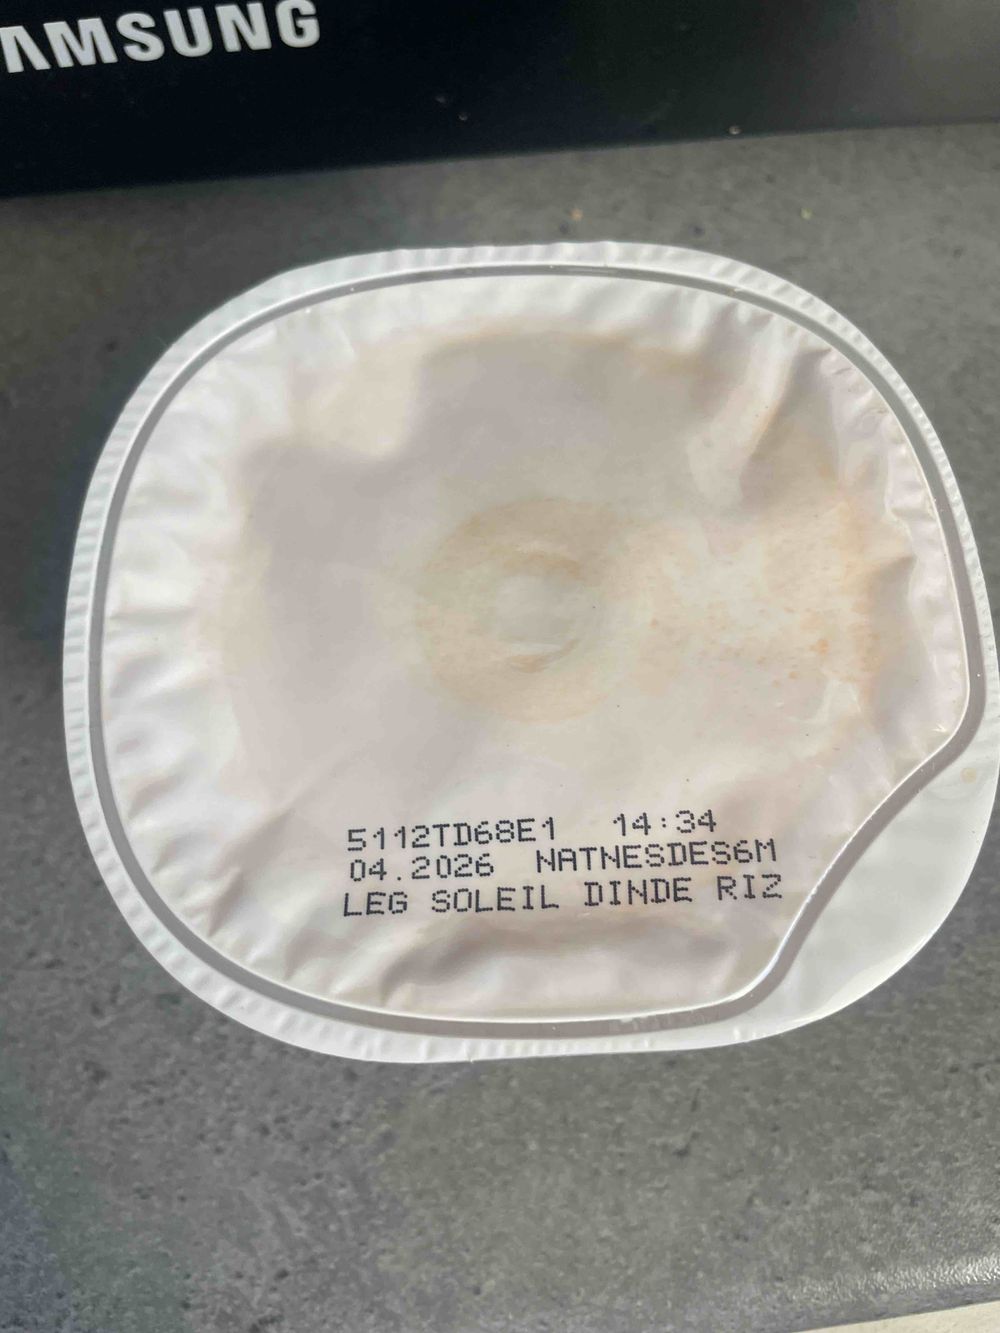 AMSUNG
5112TD68E1 14:34
04.2026 NATNESDES6M
LEG SOLEIL DINDE RIZ